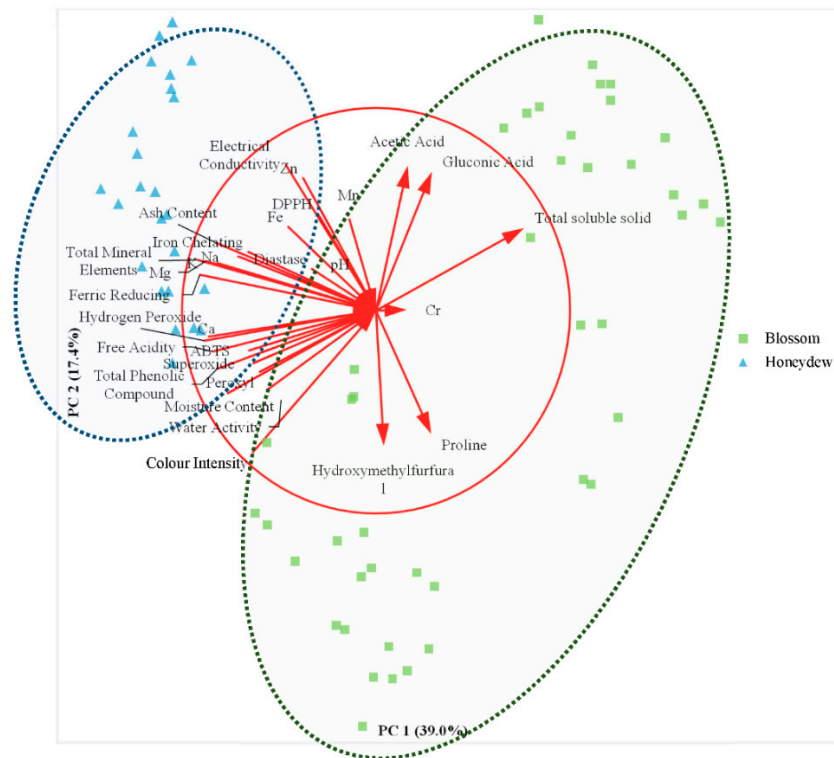 Acetic Acid
Electrical
Conductivity
Zn
Gluconic Acid
DPPH
Mn
Ash Content
Fe
Total soluble solid
Iron Chelating
Total Mineral
Elements
K
Na
Diastase
pH
Mg
Ferric Reducing
Hydrogen Peroxide
Ca
Cr
Free Acidity
ABTS
Superoxide
Total Phenolic
Compound
Peroxyl
Moisture Content
Water Activity
Colour Intensity
Proline
Hydroxymethylfurfura
l
Blossom
Honeydew
PC 2 (17.4%)
PC 1 (39.0%)